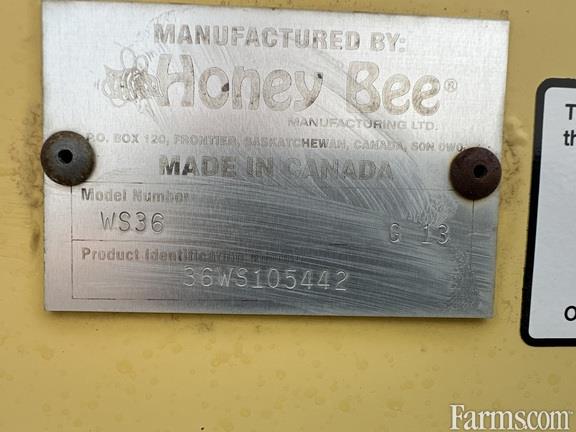 MANUFACTURED BY:
Honey Bee®
MANUFACTURING LTD.
P.O. BOX 120, FRONTIER, SASKATCHEWAN, CANADA, S0N 0W0
MADE IN CANADA
Model Number
WS36 G 13
Product Identification
36WS105442
Farms.com